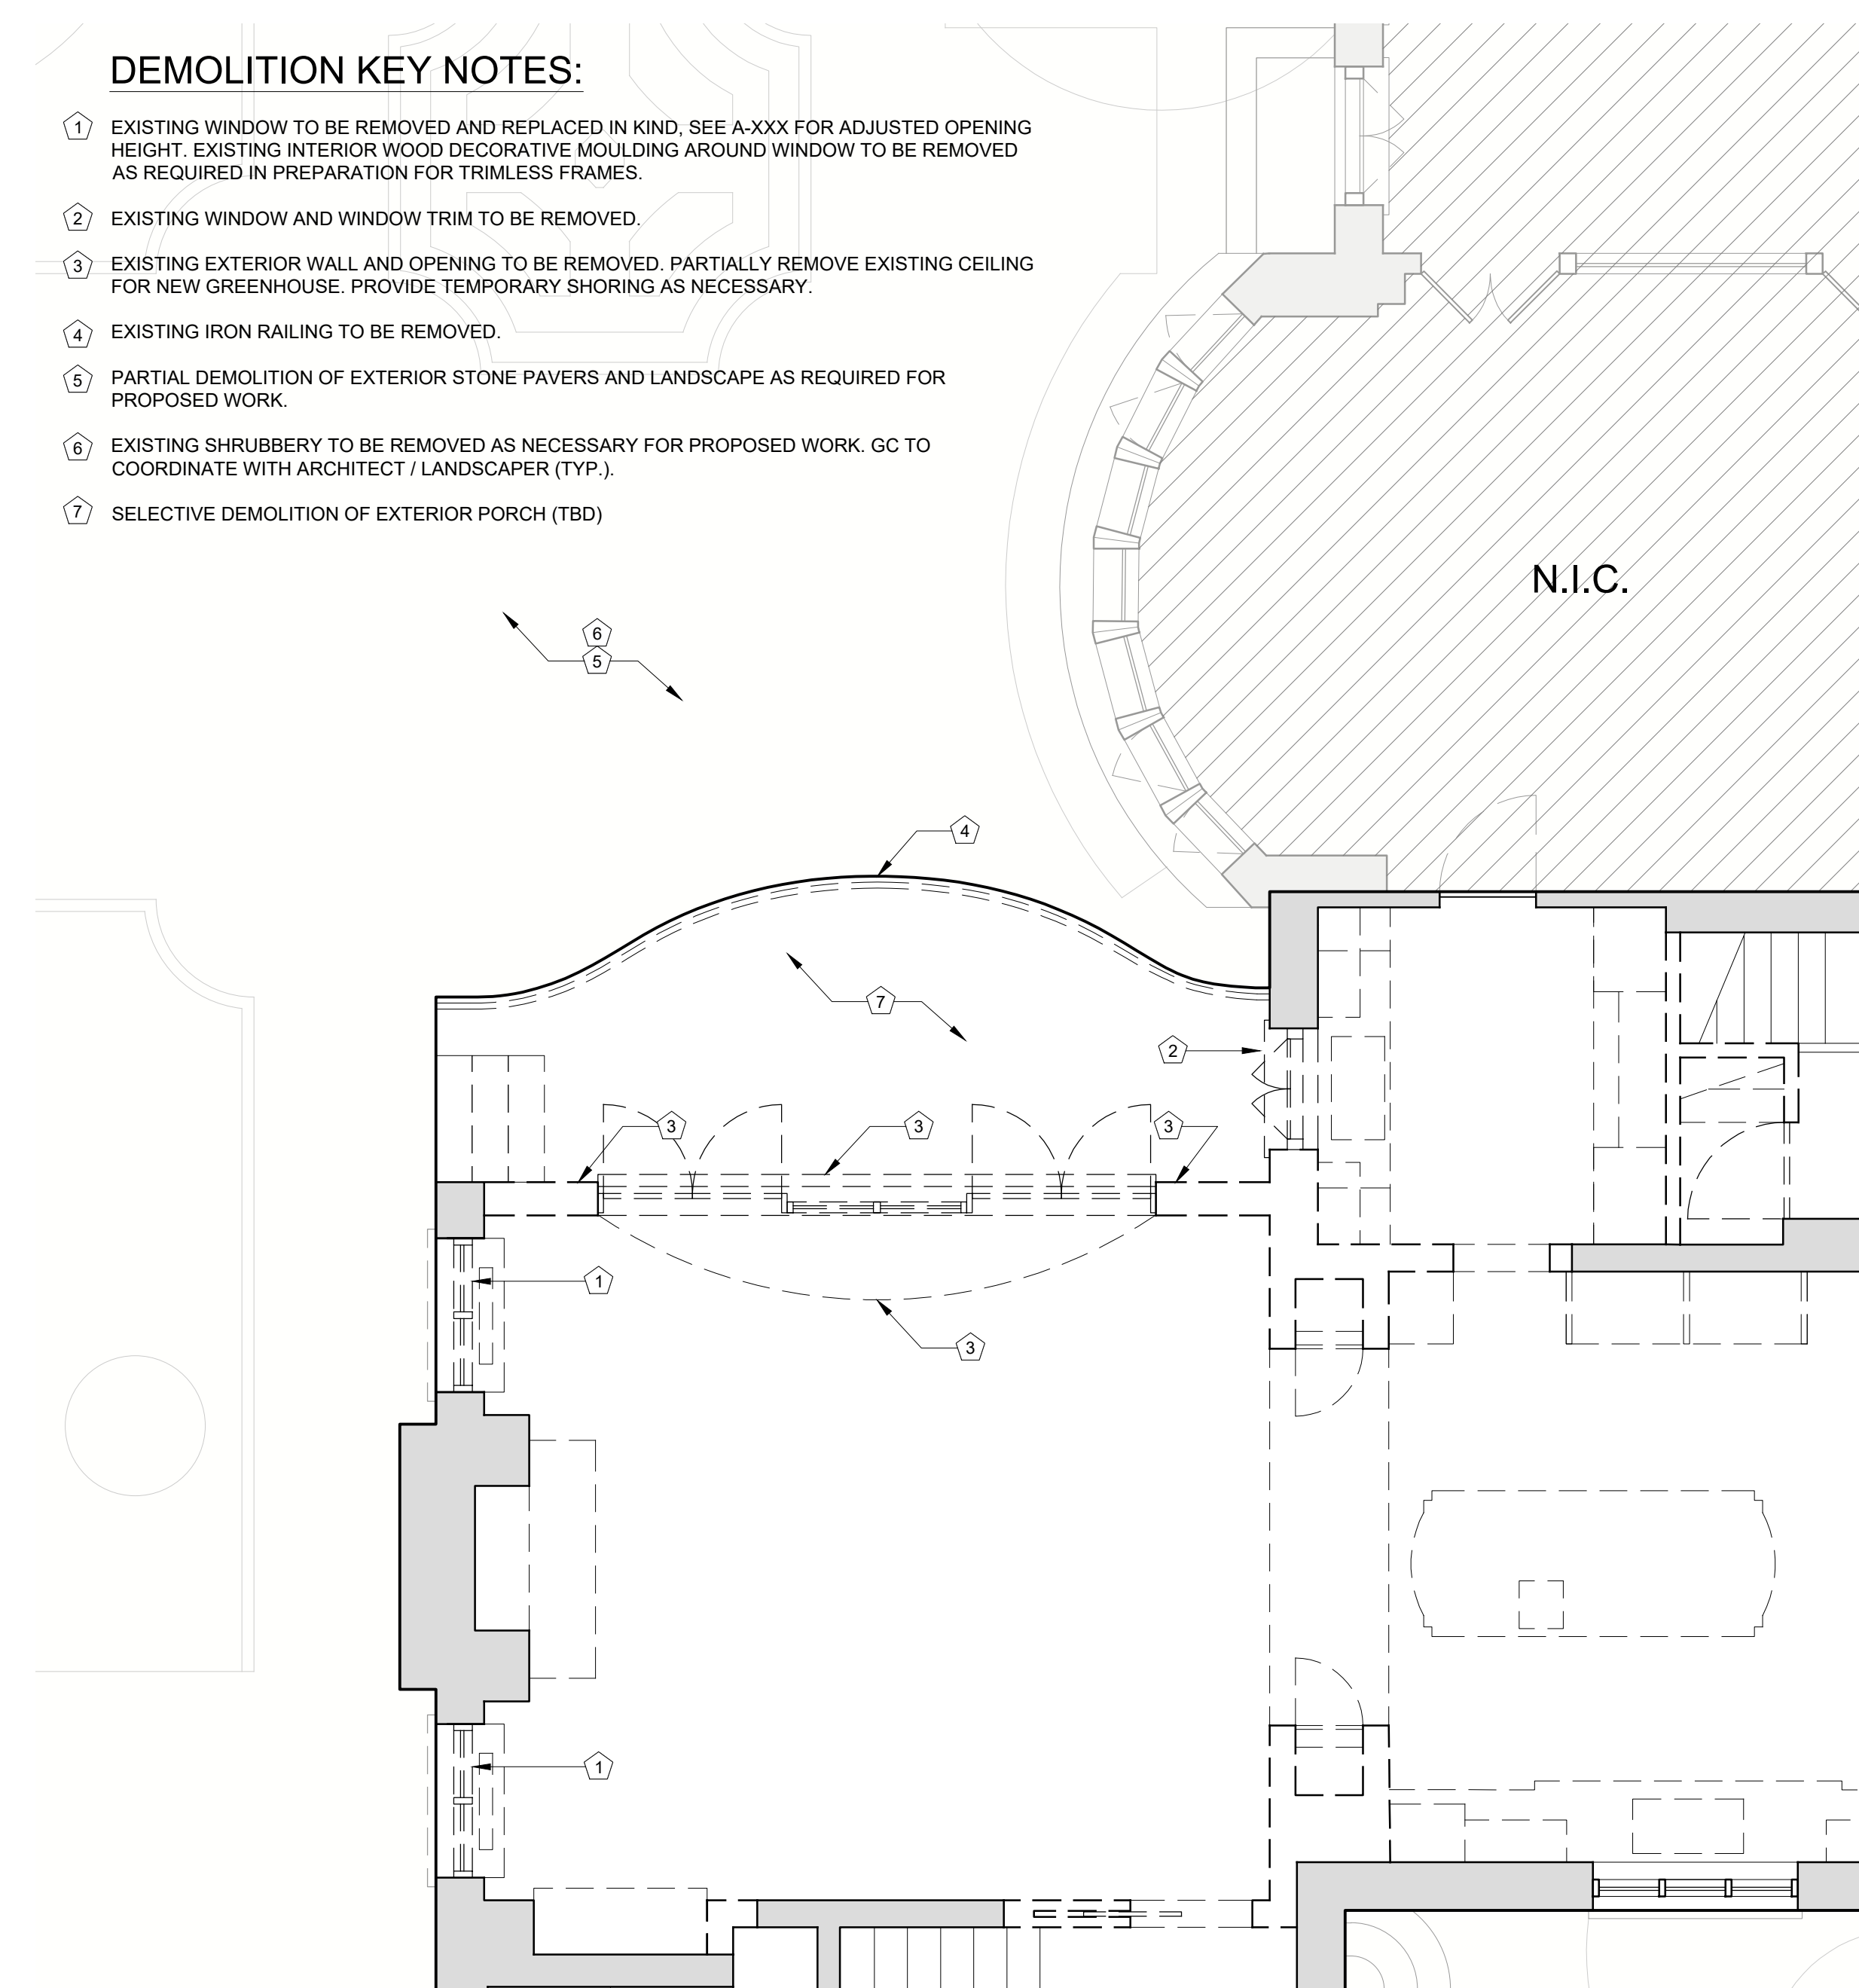 DEMOLITION KEY NOTES:
1 EXISTING WINDOW TO BE REMOVED AND REPLACED IN KIND, SEE A-XXX FOR ADJUSTED OPENING
HEIGHT. EXISTING INTERIOR WOOD DECORATIVE MOULDING AROUND WINDOW TO BE REMOVED
AS REQUIRED IN PREPARATION FOR TRIMLESS FRAMES.
2 EXISTING WINDOW AND WINDOW TRIM TO BE REMOVED.
3 EXISTING EXTERIOR WALL AND OPENING TO BE REMOVED. PARTIALLY REMOVE EXISTING CEILING
FOR NEW GREENHOUSE. PROVIDE TEMPORARY SHORING AS NECESSARY.
4 EXISTING IRON RAILING TO BE REMOVED.
5 PARTIAL DEMOLITION OF EXTERIOR STONE PAVERS AND LANDSCAPE AS REQUIRED FOR
PROPOSED WORK.
6 EXISTING SHRUBBERY TO BE REMOVED AS NECESSARY FOR PROPOSED WORK. GC TO
COORDINATE WITH ARCHITECT / LANDSCAPER (TYP.).
7 SELECTIVE DEMOLITION OF EXTERIOR PORCH (TBD)
N.I.C.
6
5
4
7
2
3
3
3
1
3
1